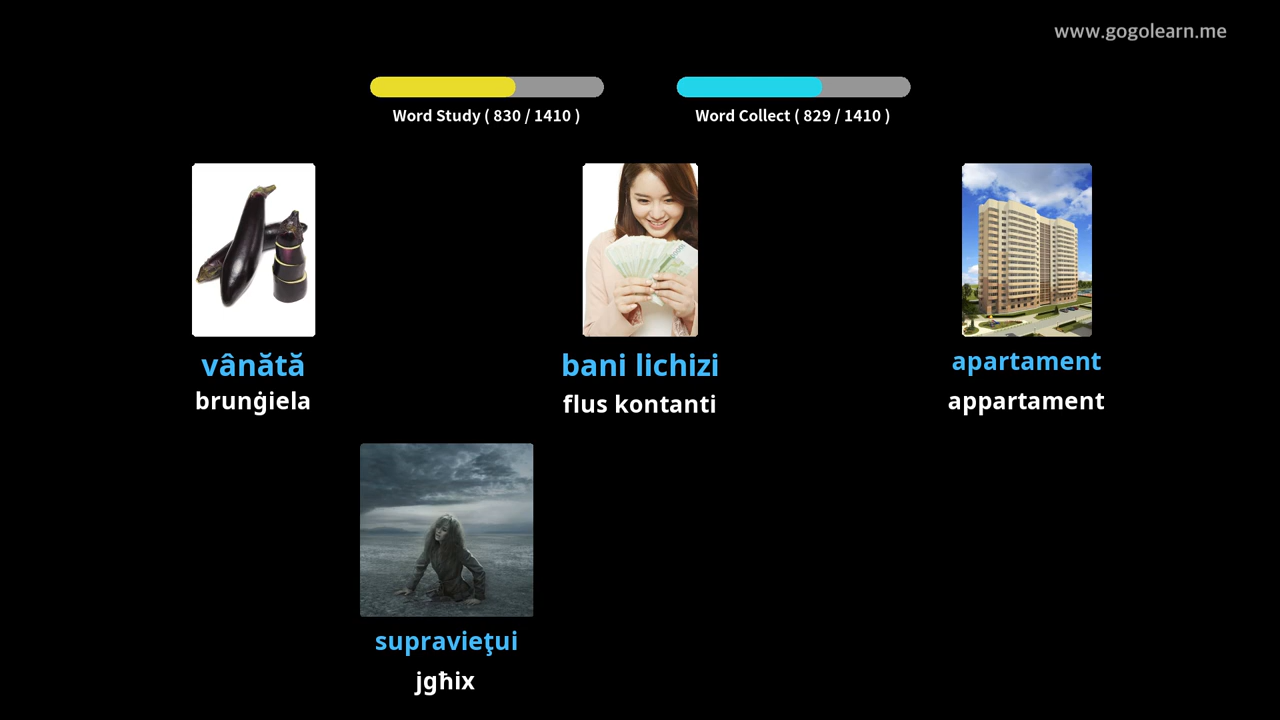 www.gogolearn.me
Word Study ( 830 / 1410 )
Word Collect ( 829 / 1410 )
vânătă
brunġiela
bani lichizi
flus kontanti
apartament
appartament
supravieţui
jgħix